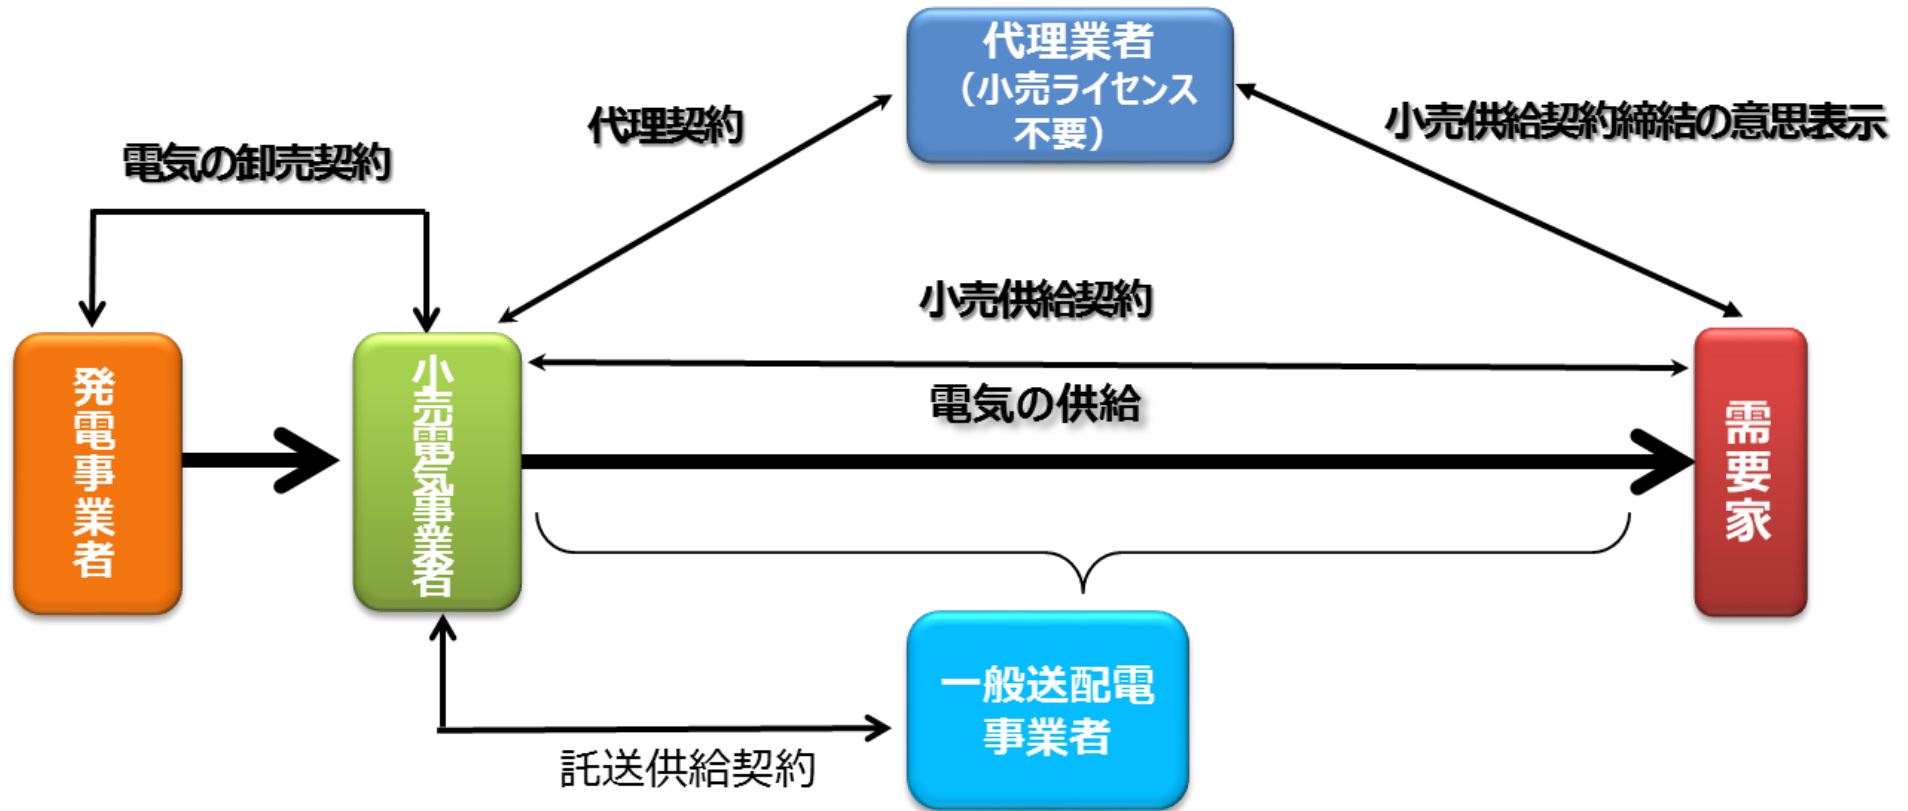 代理業者
（小売ライセンス
不要）
代理契約
小売供給契約締結の意思表示
電気の卸売契約
小売供給契約
電気の供給
発電事業者
小売電気事業者
需要家
一般送配電
事業者
託送供給契約